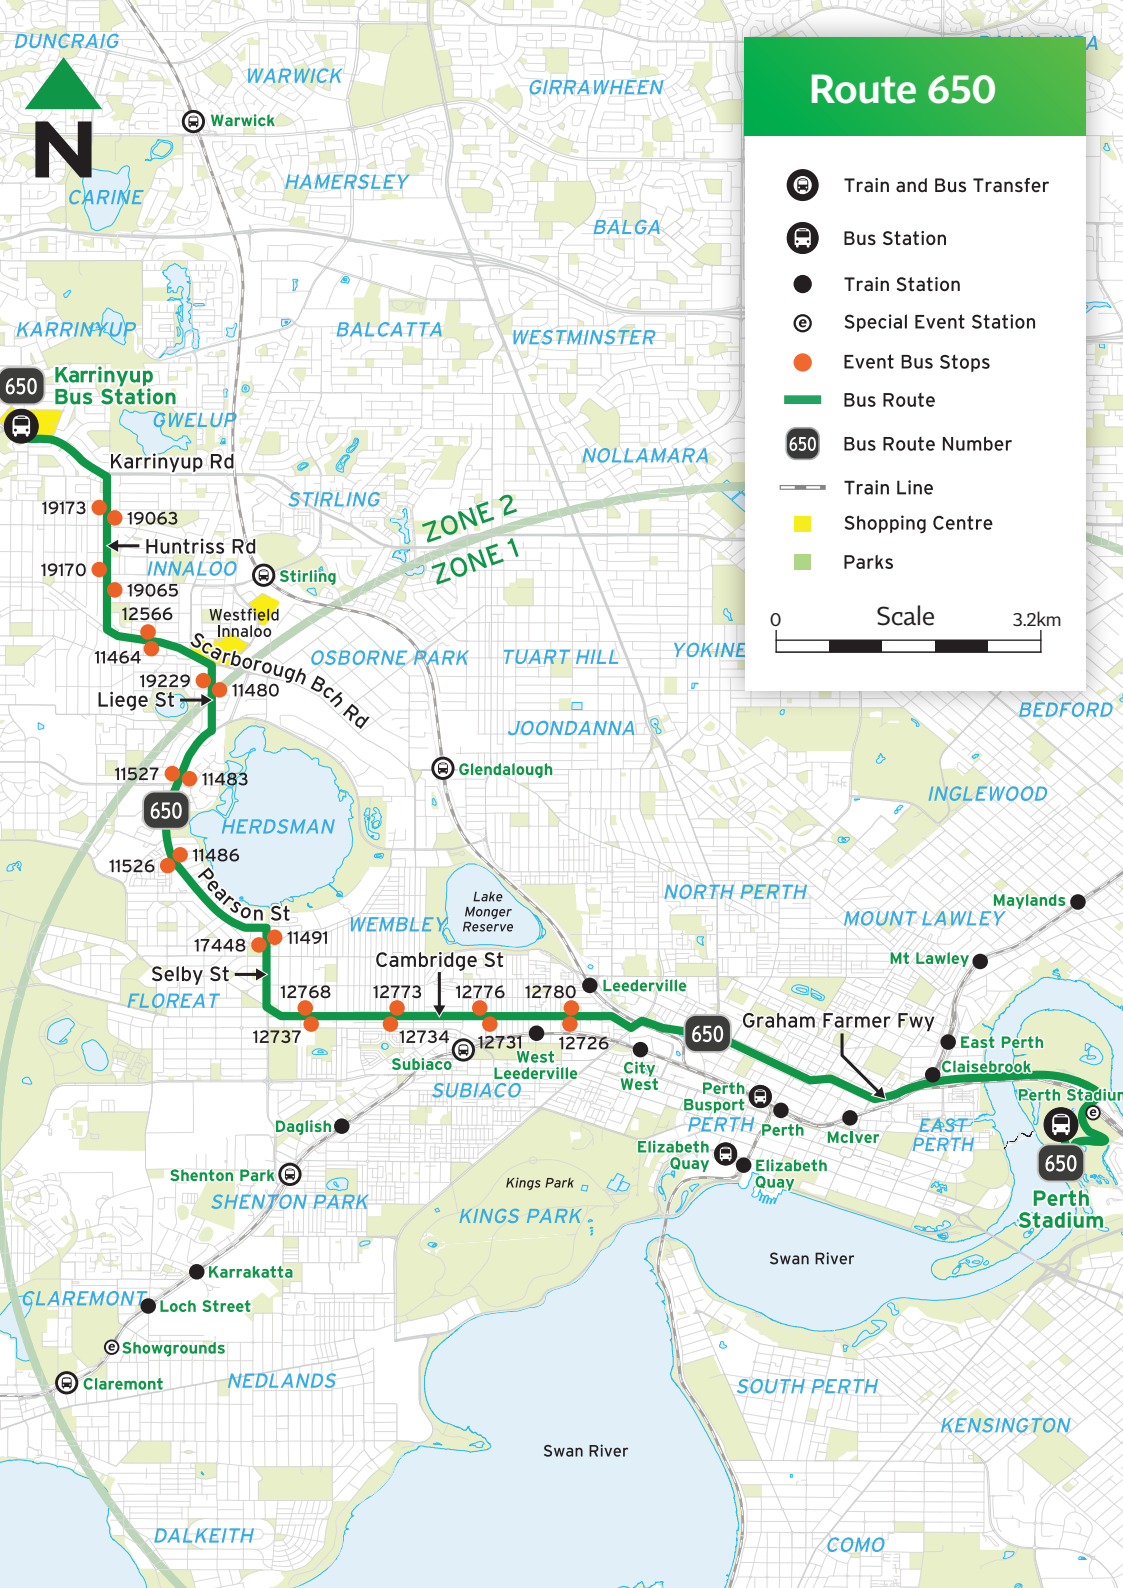 DUNCRAIG
N
WARWICK
GIRRAWHEEN
Warwick
CARINE
HAMERSLEY
BALGA
KARRINYUP
BALCATTA
WESTMINSTER
Route 650
Train and Bus Transfer
Bus Station
Train Station
e Special Event Station
Event Bus Stops
Bus Route
650 Bus Route Number
Train Line
Shopping Centre
Parks
Scale
0
3.2km
650
Karrinyup
Bus Station
GWELUP
Karrinyup Rd
NOLLAMARA
STIRLING
ZONE 2
ZONE 1
19173
19063
Huntriss Rd
INNALOO
19170
19065
Stirling
12566
Westfield
Innaloo
11464
Scarborough Bch Rd
OSBORNE PARK
TUART HILL
YOKINE
19229
11480
Liege St
JOONDANNA
BEDFORD
11527
11483
Glendalough
INGLEWOOD
650
HERDSMAN
11486
11526
Pearson St
NORTH PERTH
Lake
Monger
Reserve
WEMBLEY
MOUNT LAWLEY
Maylands
11491
17448
Cambridge St
Mt Lawley
Selby St
Leederville
FLOREAT
12768
12773
12776
12780
12737
12734
12731
12726
650
Graham Farmer Fwy
East Perth
Claisebrook
Subiaco
West
Leederville
City
West
SUBIACO
Perth
Busport
PERTH
Perth
McIver
EAST
PERTH
Perth Stadium
e
650
Perth
Stadium
Daglish
Elizabeth
Quay
Elizabeth
Quay
Shenton Park
SHENTON PARK
Kings Park
KINGS PARK
Swan River
Karrakatta
CLAREMONT
Loch Street
e Showgrounds
Claremont
NEDLANDS
SOUTH PERTH
KENSINGTON
Swan River
DALKEITH
COMO